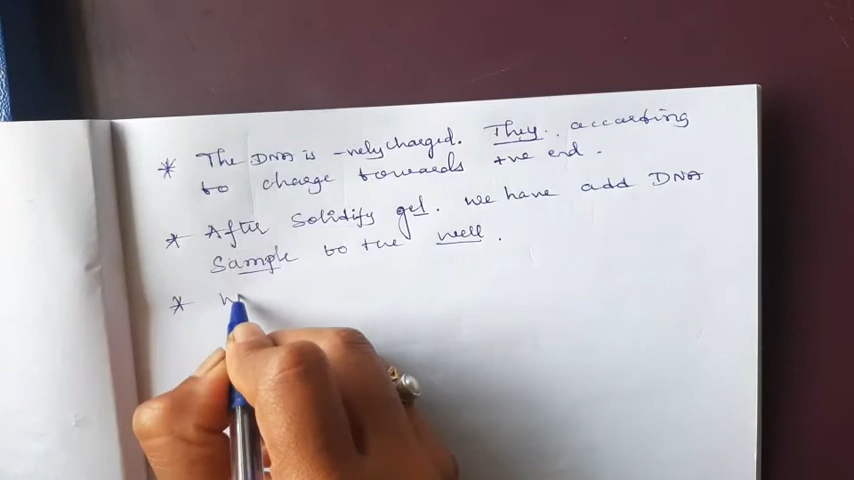 * The DNA is -vely charged. They.. according
to charge towards +ve end.
* After Solidify gel. we have add DNA
Sample to the well.
* w